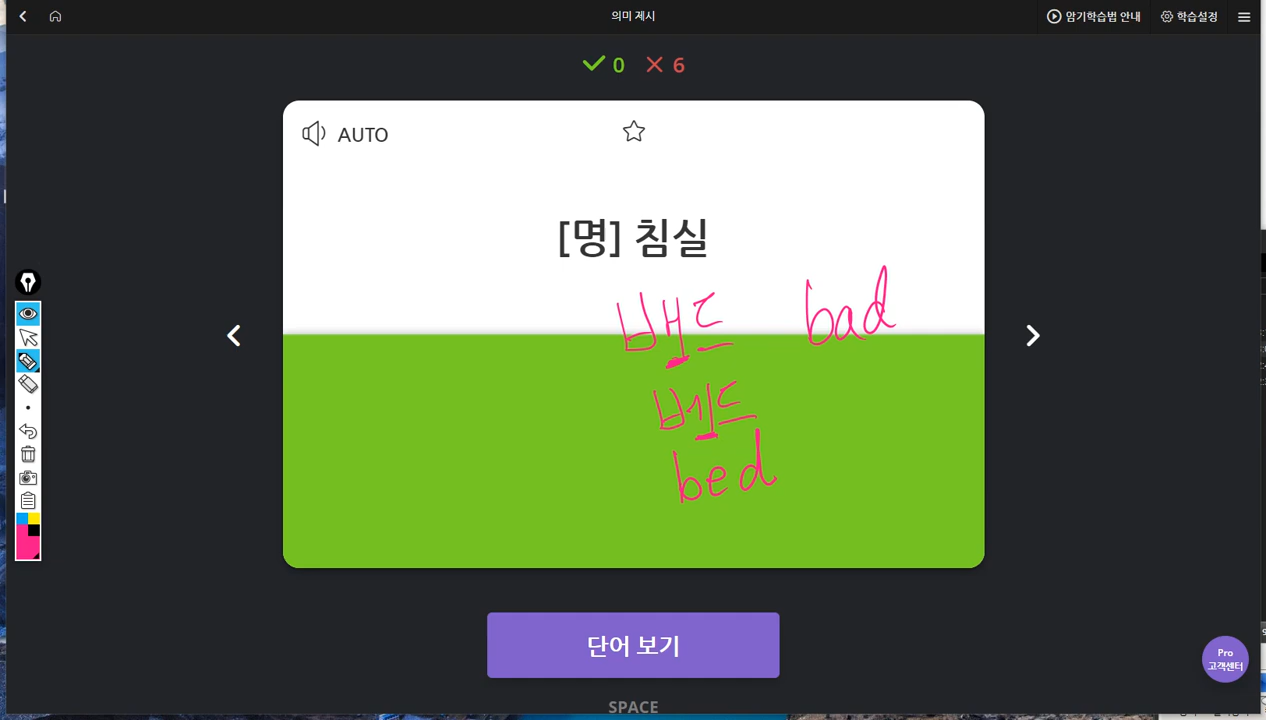 의미 제시
암기학습법 안내 학습설정
0 6
AUTO
[명] 침실
배드 bad
베드
bed
단어 보기
SPACE
Pro
고객센터